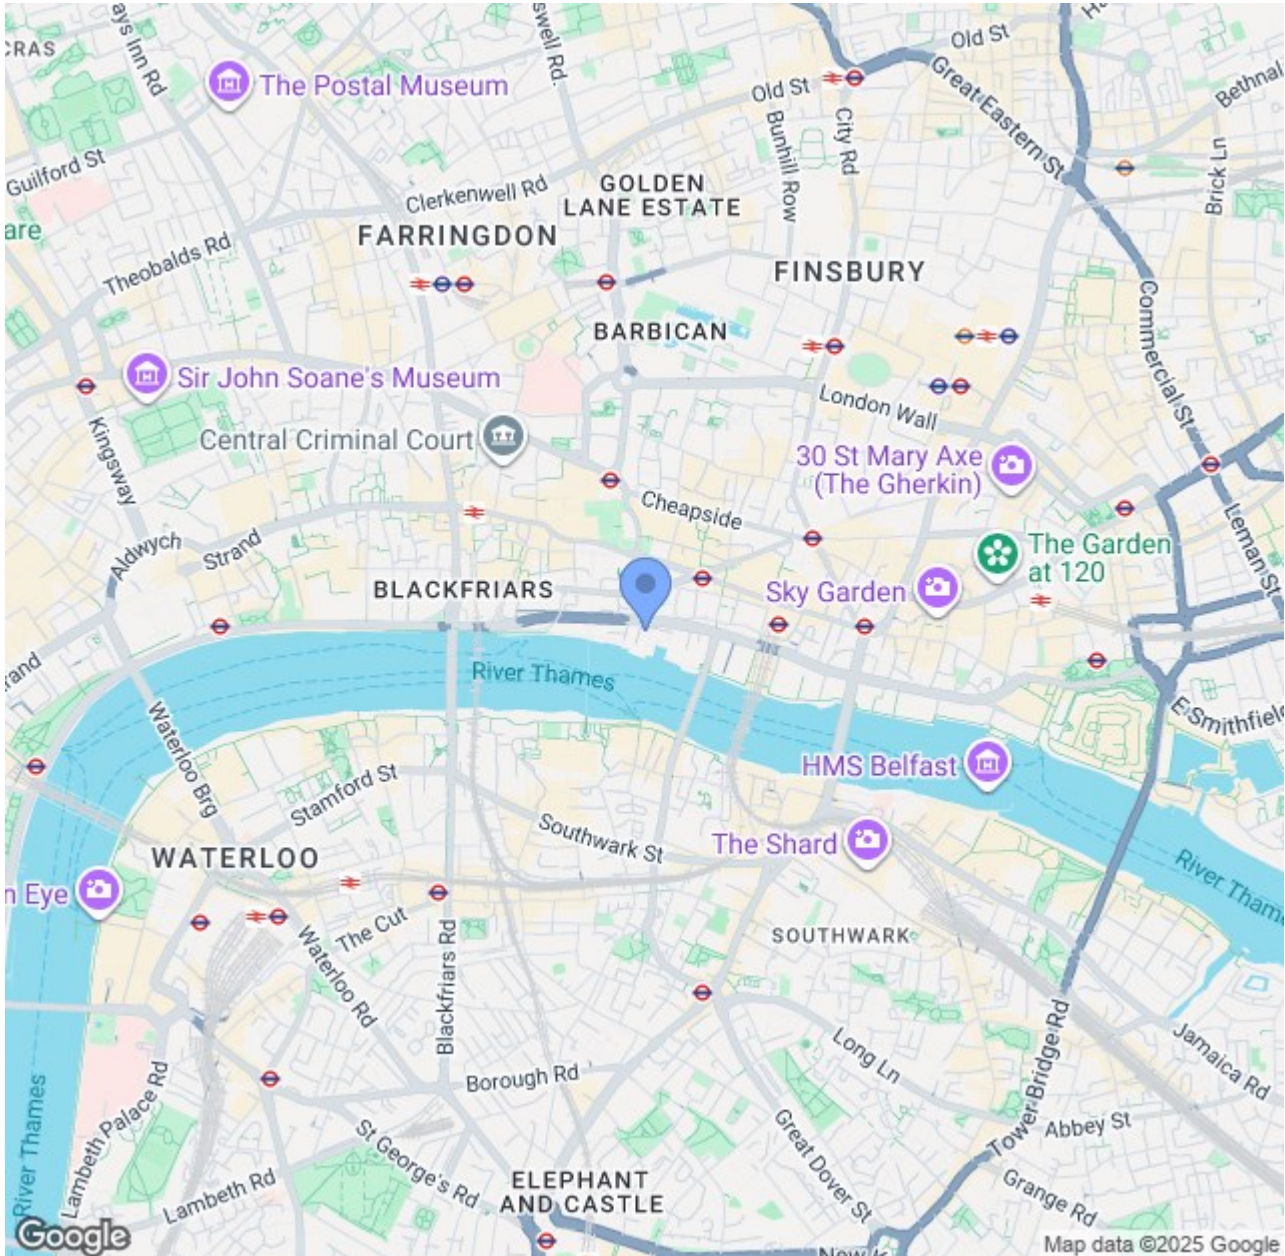 CRAS
ays Inn Rd
swell Rd.
Old St
Great Eastern St
Bethnal
The Postal Museum
Old St
City Rd
Bunhill Row
Guilford St
Brick Ln
Clerkenwell Rd
GOLDEN
LANE ESTATE
are
FARRINGDON
Theobalds Rd
FINSBURY
Commercial St
BARBICAN
Sir John Soane's Museum
London Wall
Kingsway
Central Criminal Court
30 St Mary Axe
(The Gherkin)
Cheapside
Leman St
Aldwych
Strand
The Garden
at 120
BLACKFRIARS
Sky Garden
rand
River Thames
E Smithfield
Waterloo Brg
HMS Belfast
Stamford St
Southwark St
The Shard
WATERLOO
River Thames
n Eye
The Cut
Waterloo Rd
Blackfriars Rd
SOUTHWARK
Tower Bridge Rd
Jamaica Rd
Long Ln
Borough Rd
Lambeth Palace Rd
River Thames
Abbey St
St George's Rd
Great Dover St
Lambeth Rd
ELEPHANT
AND CASTLE
Grange Rd
New K
Google
Map data ©2025 Google